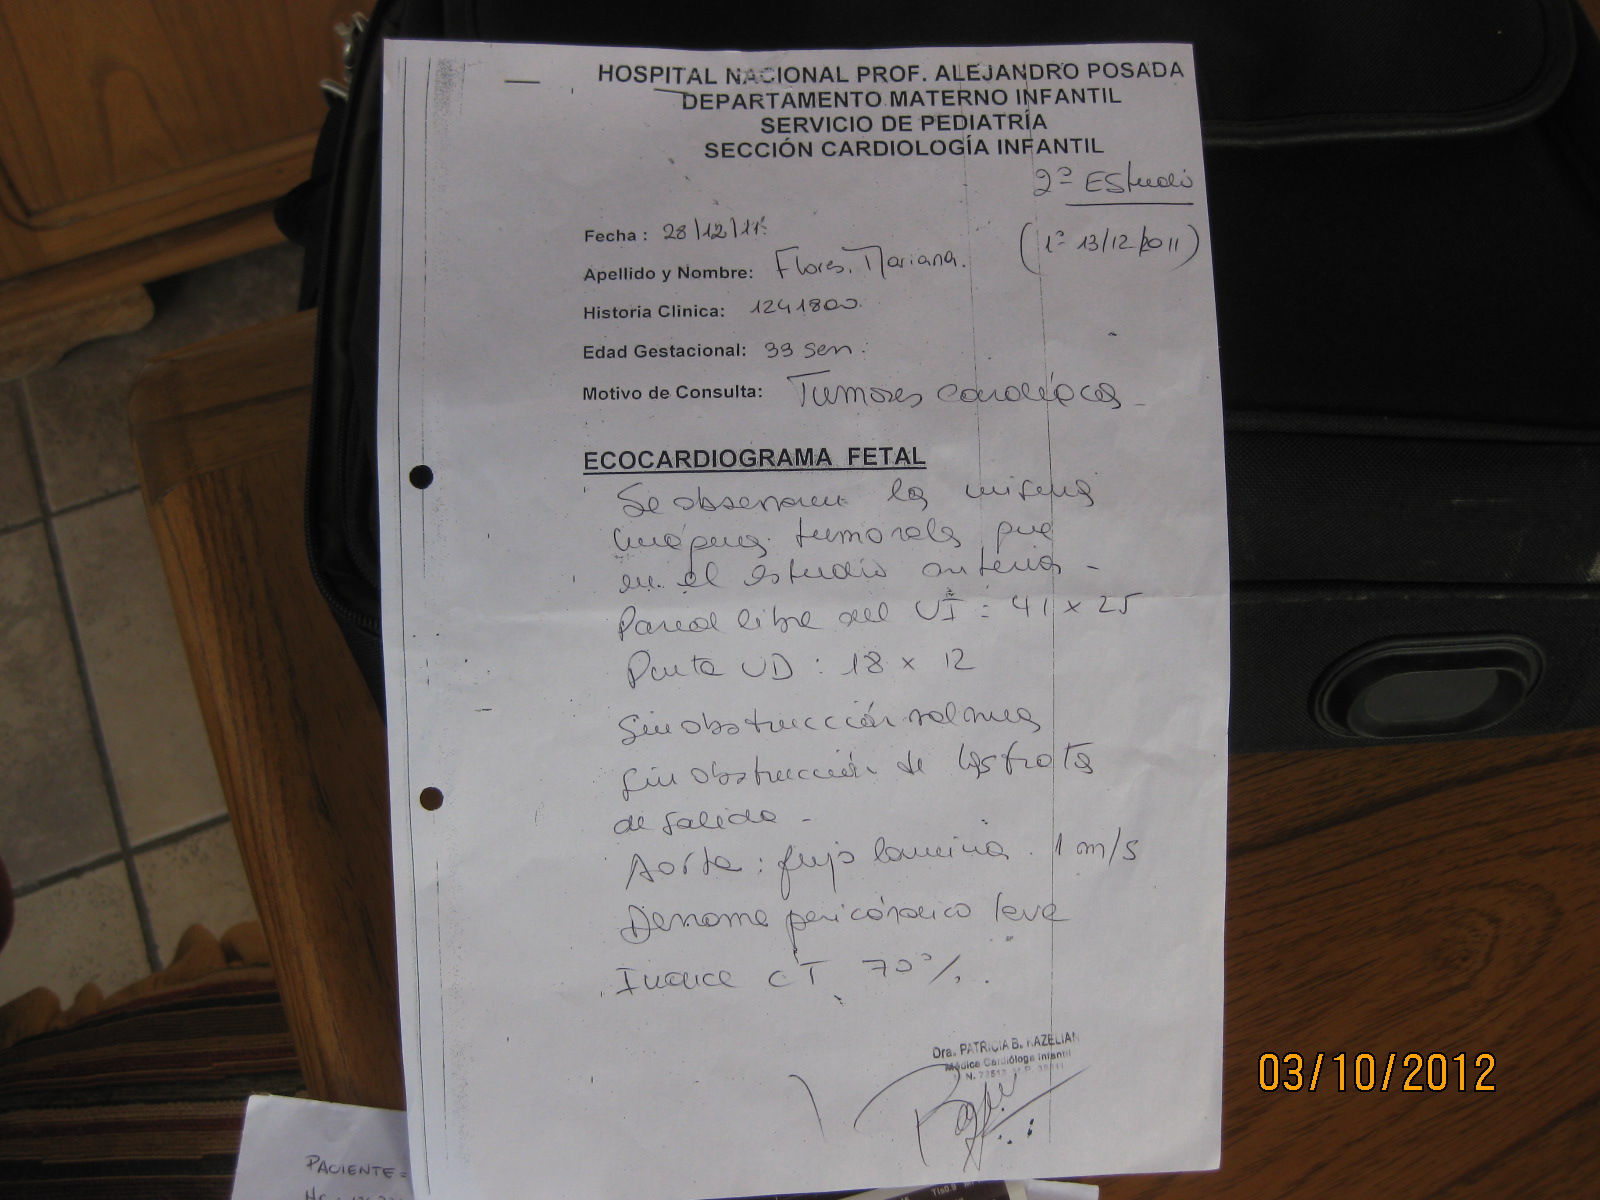 HOSPITAL NACIONAL PROF. ALEJANDRO POSADA
DEPARTAMENTO MATERNO INFANTIL
SERVICIO DE PEDIATRÍA
SECCIÓN CARDIOLOGÍA INFANTIL
2º Estudio
Fecha : 28/12/11
(1º 13/12/2011)
Apellido y Nombre: Flores, Mariana.
Historia Clinica: 1241800
Edad Gestacional: 33 sem.
Motivo de Consulta: Tumores cardíacos -
ECOCARDIOGRAMA FETAL
Se observan las mismas
imágenes tumorales que
en el estudio anterior -
Pared libre del VI : 41 x 25
Punta VD : 18 x 12
Sin obstrucción valvular
Sin obstrucción de los tractos
de salida -
Aorta : flujo laminar 1 m/s
Derrame pericárdico leve
Indice CT 70%.
Dra. PATRICIA B. KAZELIAN
Médica Cardióloga Infantil
03/10/2012
PACIENTE=